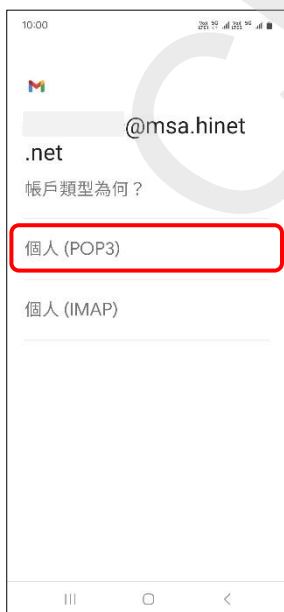 10:00
@msa.hinet
.net
帳戶類型為何？
個人 (POP3)
個人 (IMAP)